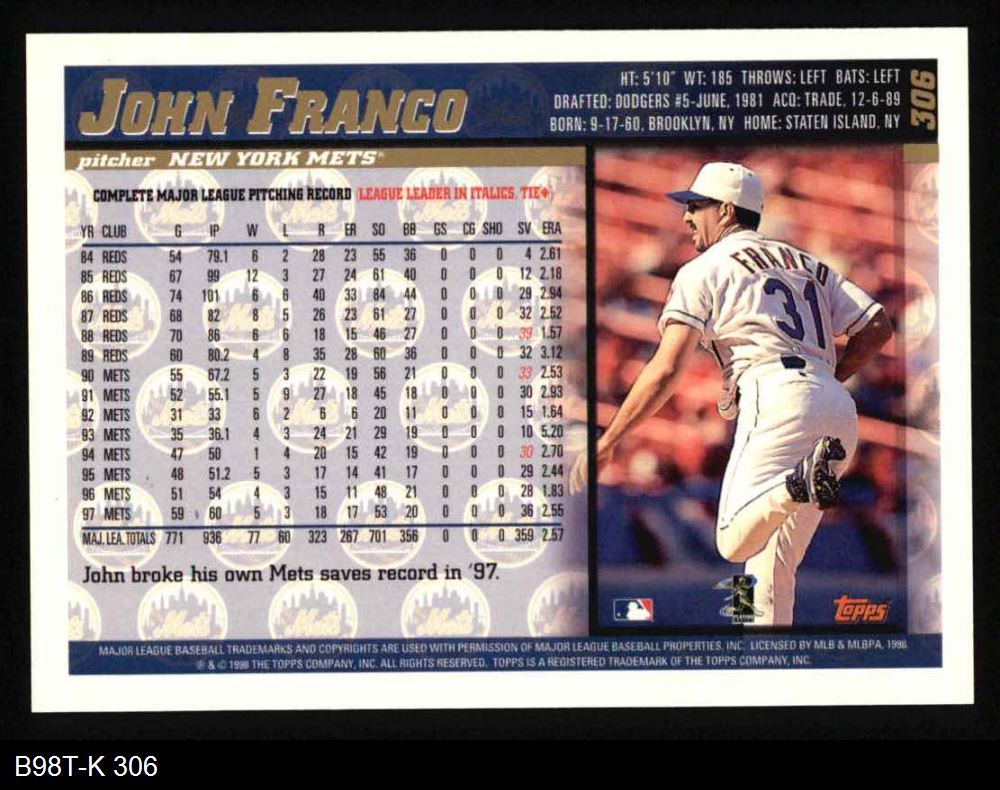 JOHN FRANCO
HT: 5'10" WT: 185 THROWS: LEFT BATS: LEFT
DRAFTED: DODGERS #5-JUNE, 1981 ACQ: TRADE, 12-6-89
BORN: 9-17-60, BROOKLYN, NY HOME: STATEN ISLAND, NY
306
pitcher NEW YORK METS
COMPLETE MAJOR LEAGUE PITCHING RECORD (LEAGUE LEADER IN ITALICS, TIE♦)
YR CLUB G IP W L R ER SO BB GS CG SHO SV ERA
84 REDS 54 79.1 6 2 28 23 55 36 0 0 0 4 2.61
85 REDS 67 99 12 3 27 24 61 40 0 0 0 12 2.18
86 REDS 74 101 6 6 40 33 84 44 0 0 0 29 2.94
87 REDS 68 82 8 5 26 23 61 27 0 0 0 32 2.52
88 REDS 70 86 6 6 18 15 46 27 0 0 0 39 1.57
89 REDS 60 80.2 4 8 35 28 60 36 0 0 0 32 3.12
90 METS 55 67.2 5 3 22 19 56 21 0 0 0 33 2.53
91 METS 52 55.1 5 9 27 18 45 18 0 0 0 30 2.93
92 METS 31 33 6 2 6 6 20 11 0 0 0 15 1.64
93 METS 35 36.1 4 3 24 21 29 19 0 0 0 10 5.20
94 METS 47 50 1 4 20 15 42 19 0 0 0 30 2.70
95 METS 48 51.2 5 3 17 14 41 17 0 0 0 29 2.44
96 METS 51 54 4 3 15 11 48 21 0 0 0 28 1.83
97 METS 59 60 5 3 18 17 53 20 0 0 0 36 2.55
MAJ. LEA. TOTALS 771 936 77 60 323 267 701 356 0 0 0 359 2.57
John broke his own Mets saves record in '97.
FRANCO
31
Topps
MAJOR LEAGUE BASEBALL TRADEMARKS AND COPYRIGHTS ARE USED WITH PERMISSION OF MAJOR LEAGUE BASEBALL PROPERTIES, INC. LICENSED BY MLB & MLBPA, 1998
® & © 1998 THE TOPPS COMPANY, INC. ALL RIGHTS RESERVED. TOPPS IS A REGISTERED TRADEMARK OF THE TOPPS COMPANY, INC.
B98T-K 306